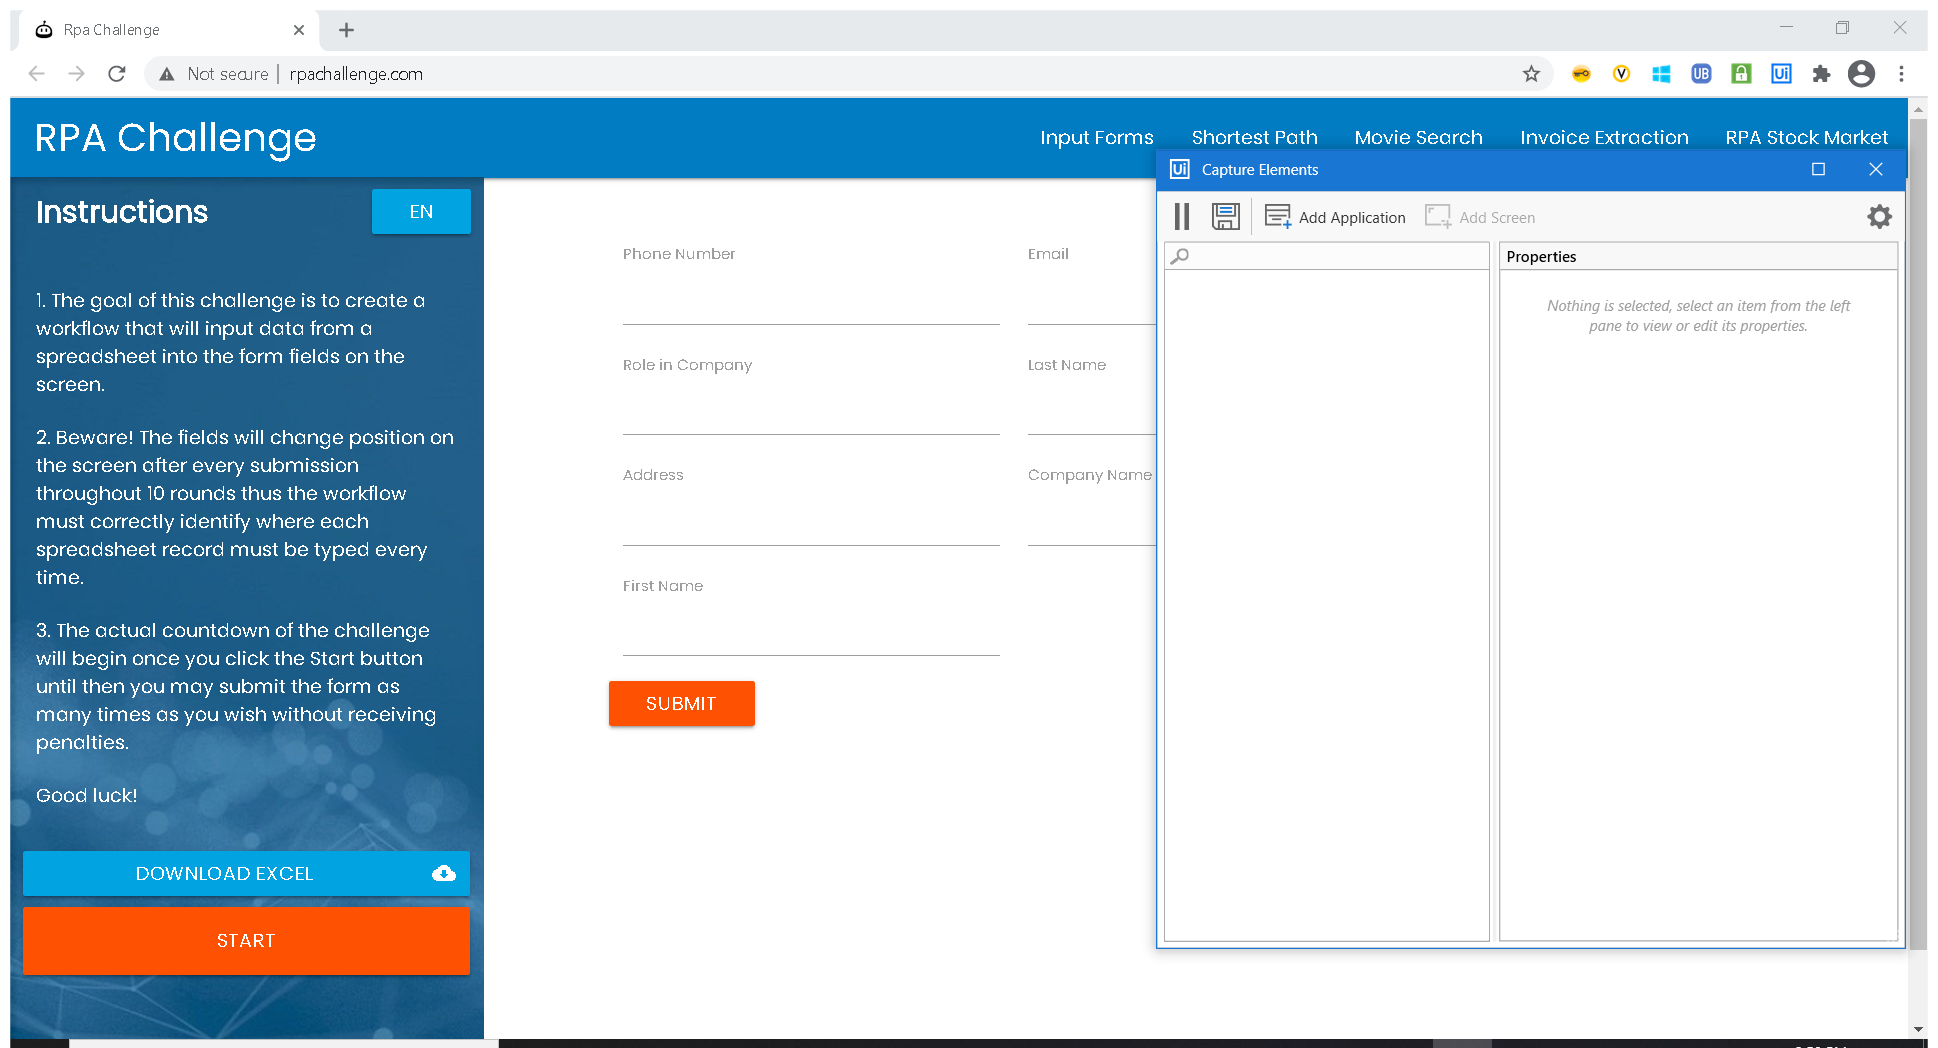 Rpa Challenge
Not secure | rpachallenge.com
V
UB
Ui
RPA Challenge
Input Forms
Shortest Path
Movie Search
Invoice Extraction
RPA Stock Market
Instructions
EN
1. The goal of this challenge is to create a
workflow that will input data from a
spreadsheet into the form fields on the
screen.
2. Beware! The fields will change position on
the screen after every submission
throughout 10 rounds thus the workflow
must correctly identify where each
spreadsheet record must be typed every
time.
3. The actual countdown of the challenge
will begin once you click the Start button
until then you may submit the form as
many times as you wish without receiving
penalties.
Good luck!
DOWNLOAD EXCEL
START
Phone Number
Email
Role in Company
Last Name
Address
Company Name
First Name
SUBMIT
Ui Capture Elements
Add Application
Add Screen
Properties
Nothing is selected, select an item from the left
pane to view or edit its properties.